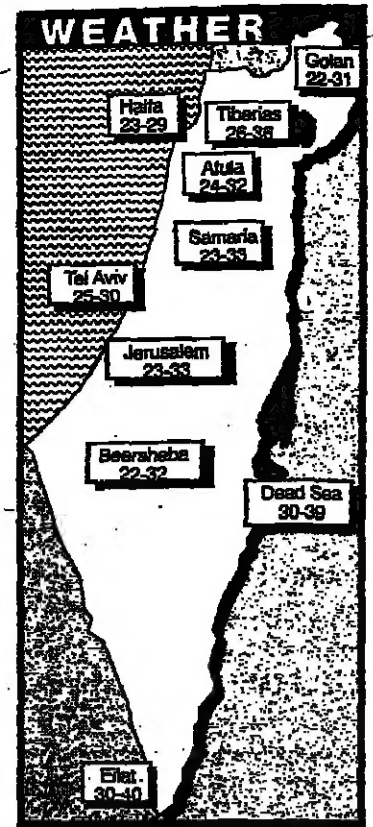 WEATHER
Golan
22-31
Haifa
23-29
Tiberias
26-38
Afula
24-32
Samaria
23-33
Tel Aviv
25-30
Jerusalem
23-33
Beersheba
22-32
Dead Sea
30-39
Eilat
30-40